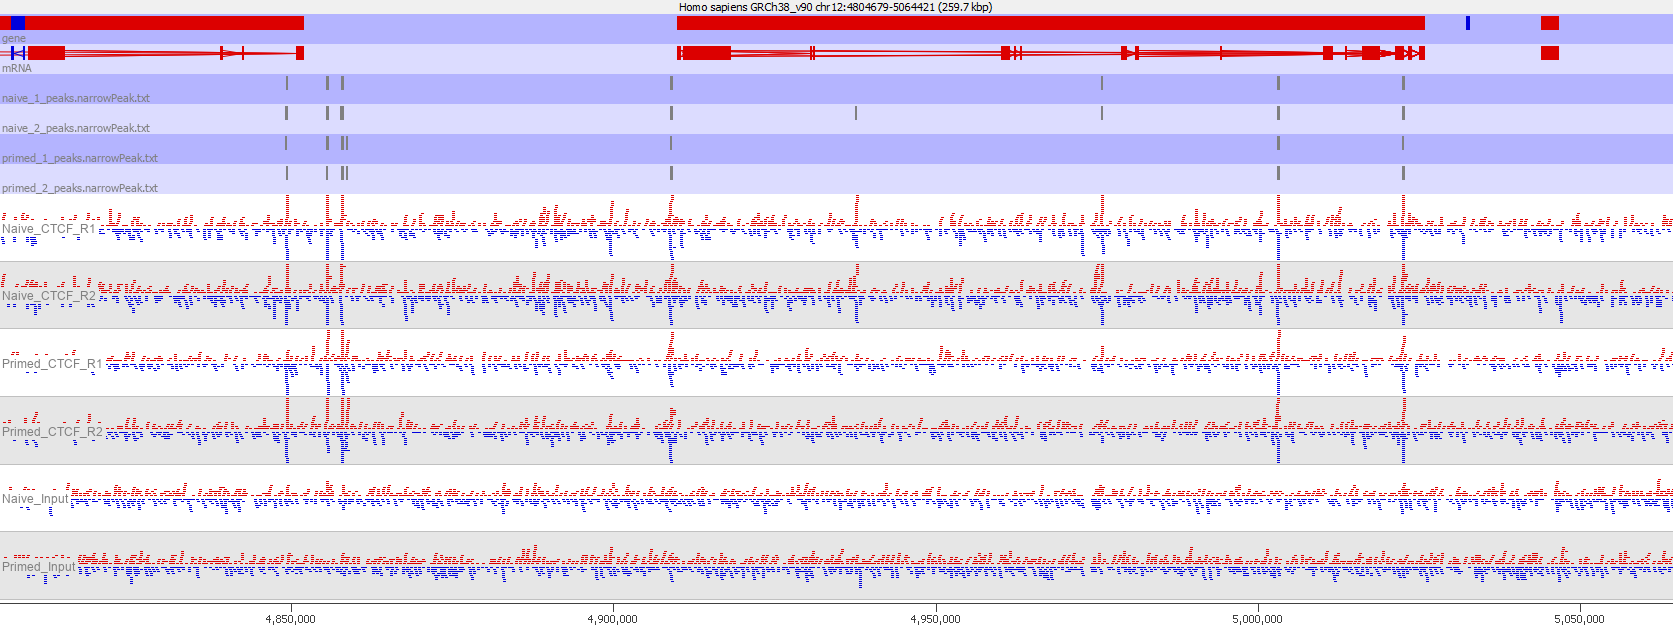 Homo sapiens GRCh38_v90 chr12:4804679-5064421 (259.7 kbp)
gene
mRNA
naive_1_peaks.narrowPeak.txt
naive_2_peaks.narrowPeak.txt
primed_1_peaks.narrowPeak.txt
primed_2_peaks.narrowPeak.txt
Naive_CTCF_R1
Naive_CTCF_R2
Primed_CTCF_R1
Primed_CTCF_R2
Naive_Input
Primed_Input
4,850,000 4,900,000 4,950,000 5,000,000 5,050,000